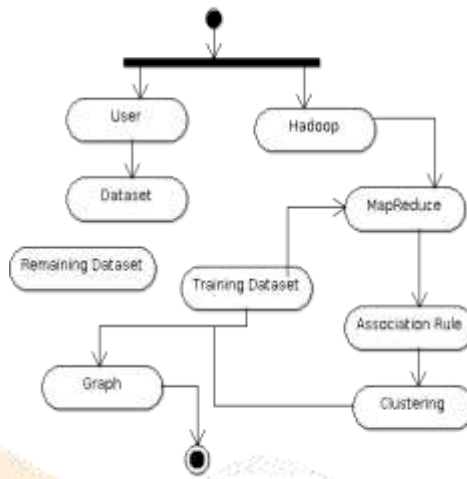 User
Hadoop
Dataset
MapReduce
Remaining Dataset
Training Dataset
Association Rule
Graph
Clustering